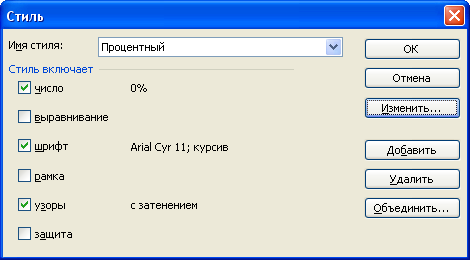 Стиль
Имя стиля: Процентный
OK
Стиль включает
Отмена
число 0%
Изменить...
выравнивание
шрифт Arial Cyr 11; курсив
Добавить
рамка
Удалить
узоры с затенением
Объединить...
защита